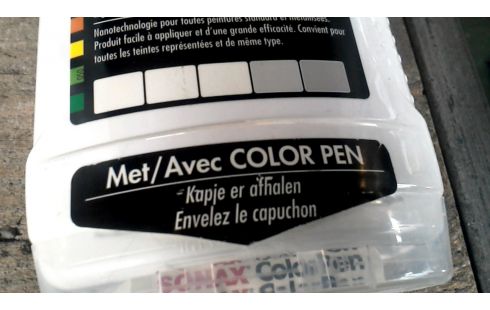 Nanotechnologie pour toutes peintures standard et métallisées.
Produit facile à appliquer et d'une grande efficacité. Convient pour
toutes les teintes représentées et de même type.
Met/Avec COLOR PEN
Kapje er afhalen
Envelez le capuchon
SONAX Color Pen